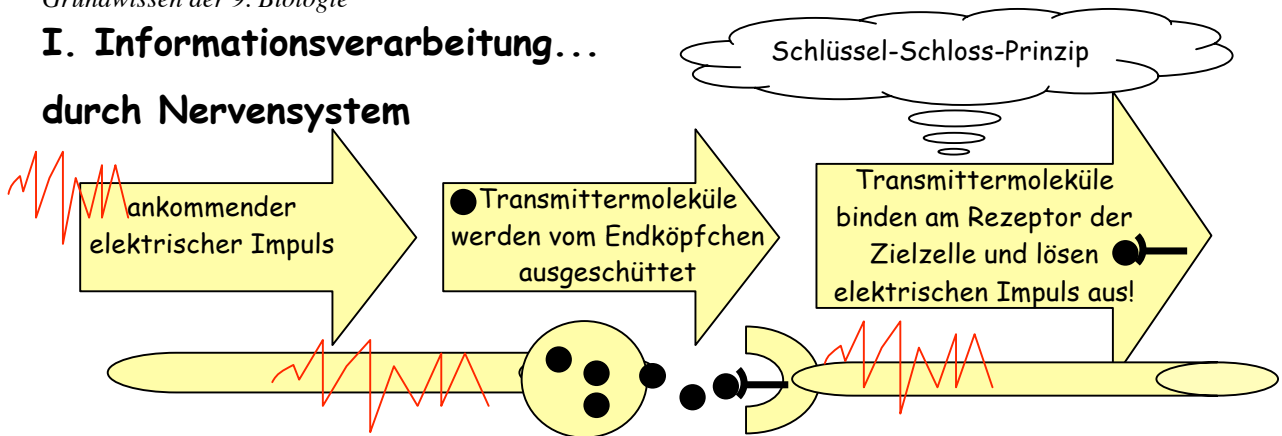 Grundwissen der 9. Biologie
I. Informationsverarbeitung...
durch Nervensystem
Schlüssel-Schloss-Prinzip
ankommender
elektrischer Impuls
Transmittermoleküle
werden vom Endköpfchen
ausgeschüttet
Transmittermoleküle
binden am Rezeptor der
Zielzelle und lösen
elektrischen Impuls aus!